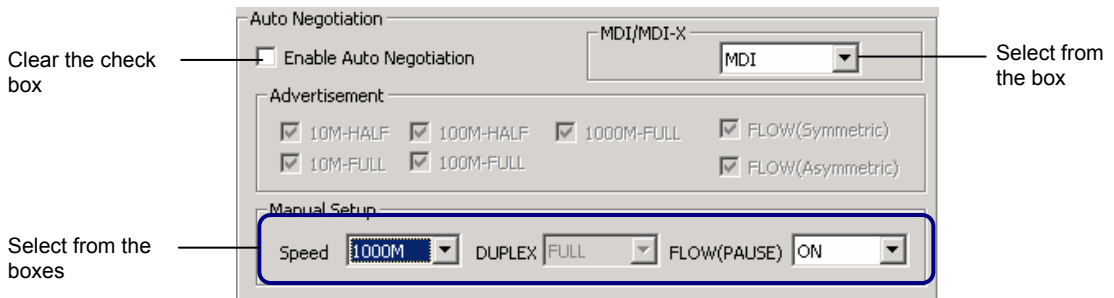 Auto Negotiation
MDI/MDI-X
Clear the check
box
Enable Auto Negotiation
MDI
Select from
the box
Advertisement
10M-HALF 100M-HALF 1000M-FULL FLOW(Symmetric)
10M-FULL 100M-FULL FLOW(Asymmetric)
Manual Setup
Select from the
boxes
Speed 1000M DUPLEX FULL FLOW(PAUSE) ON